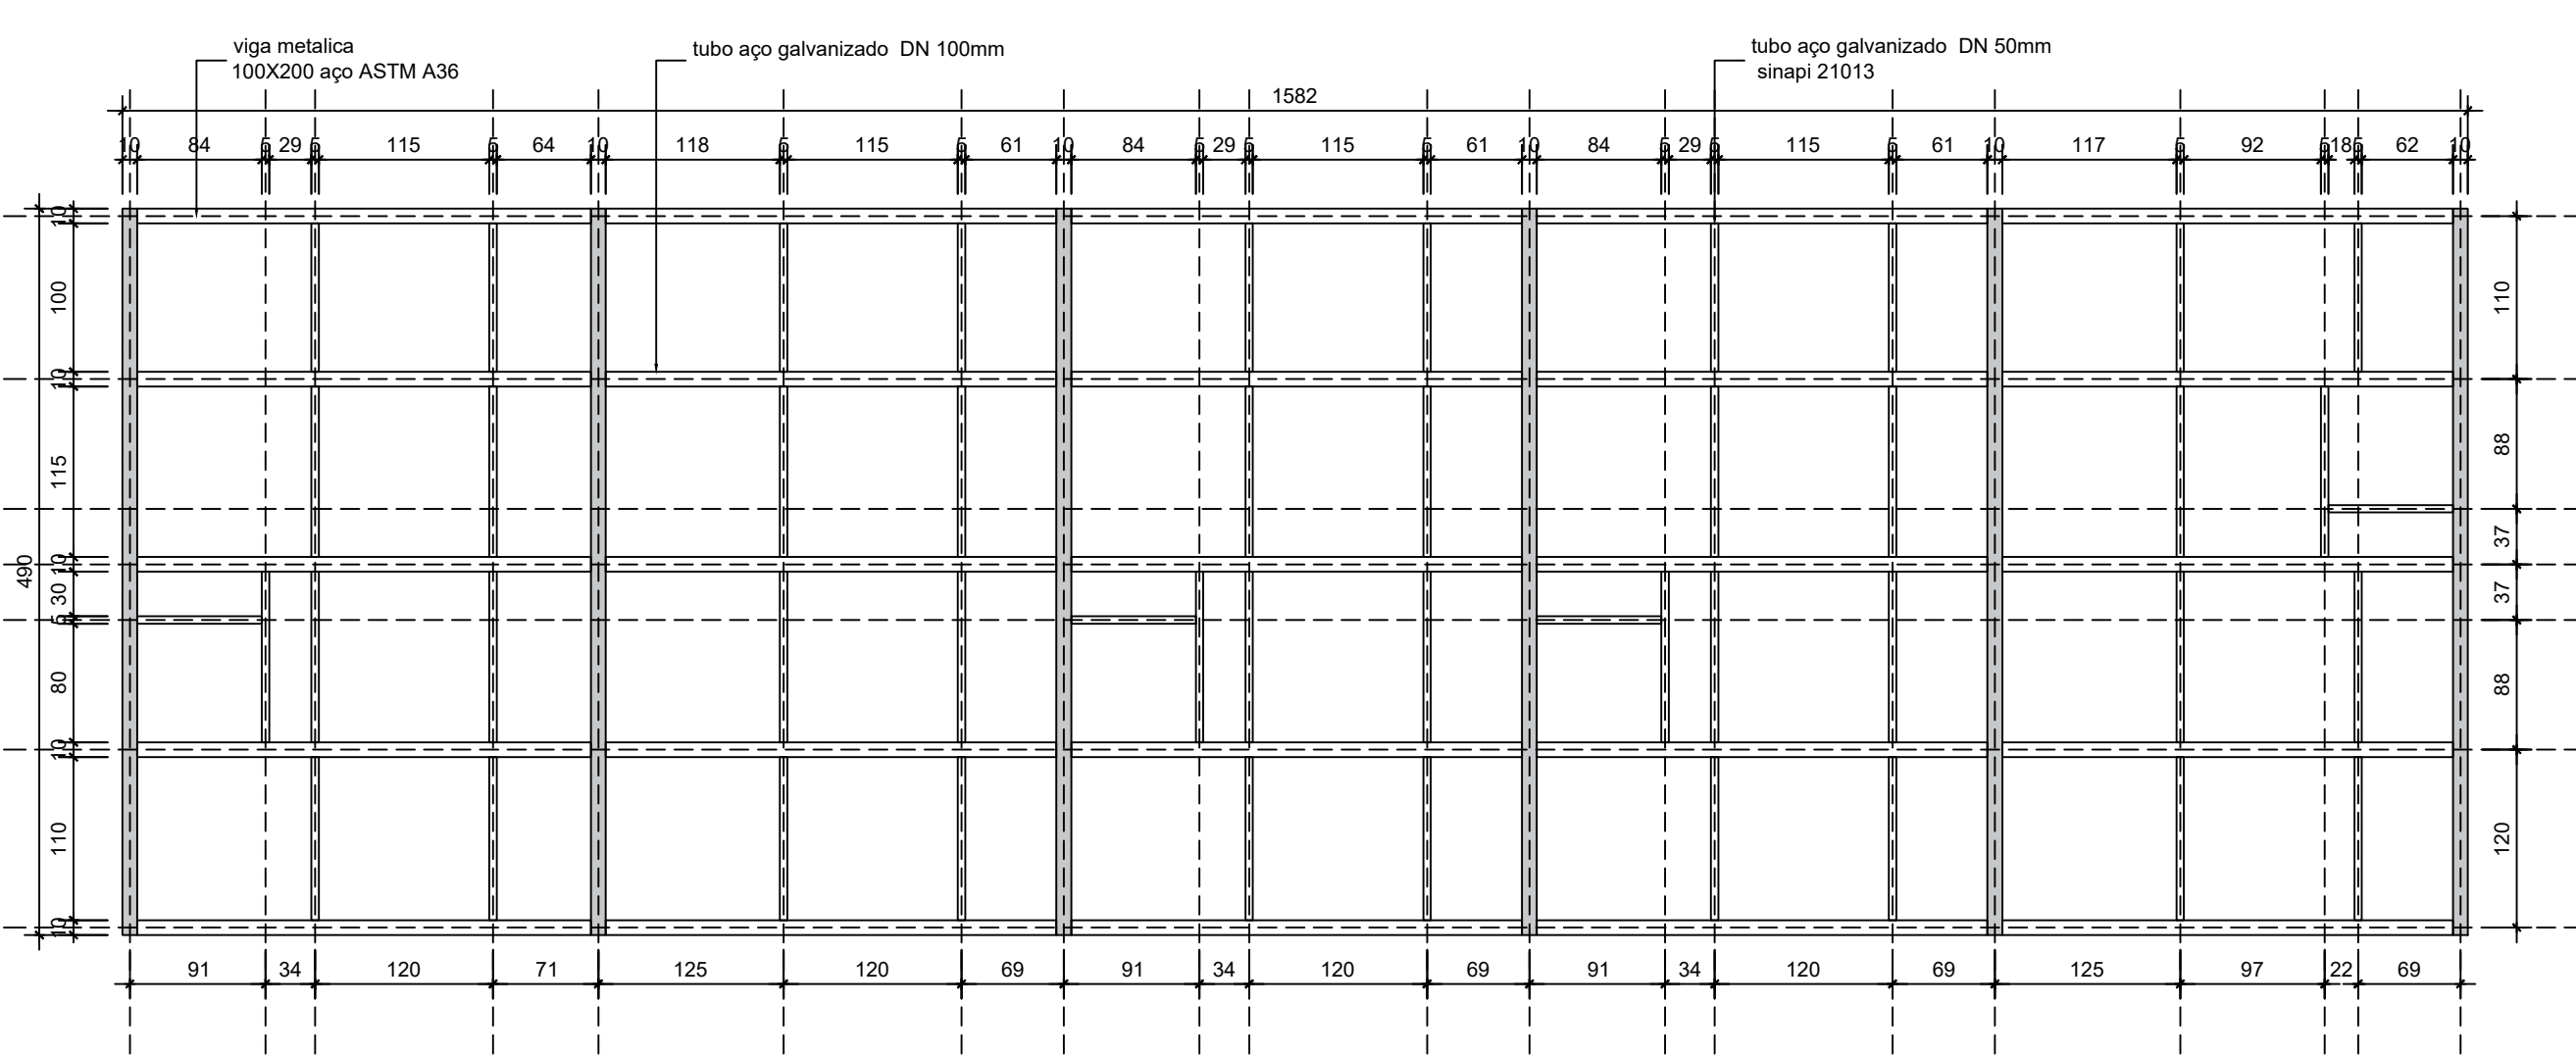 viga metalica
100X200 aço ASTM A36
tubo aço galvanizado DN 100mm
tubo aço galvanizado DN 50mm
sinapi 21013
1582
10 84 5 29 5 115 5 64 10 118 5 115 5 61 10 84 5 29 5 115 5 61 10 84 5 29 5 115 5 61 10 117 5 92 5 18 5 62 10
10
100
10
115
10
30
5
80
10
110
10
490
110
88
37
37
88
120
91 34 120 71 125 120 69 91 34 120 69 91 34 120 69 125 97 22 69